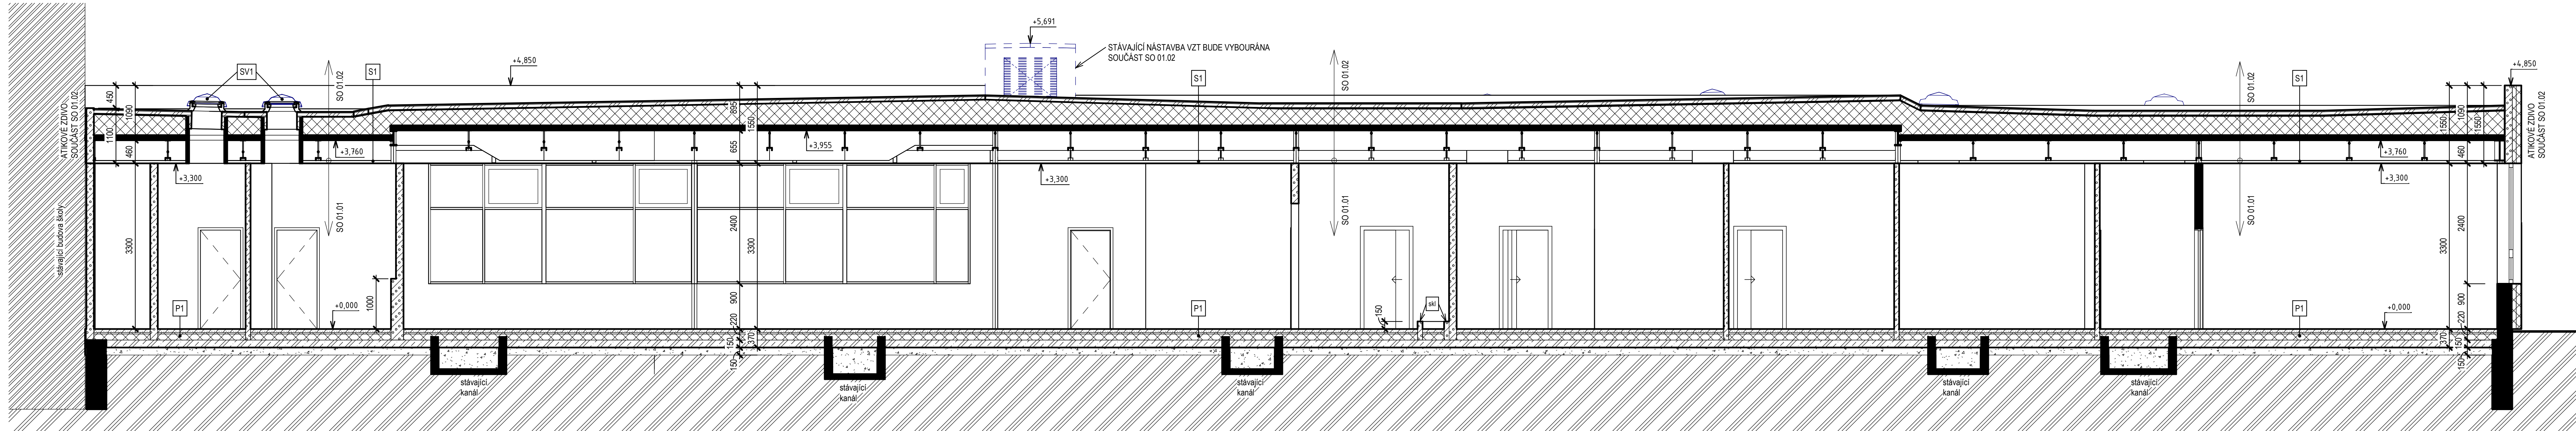 +5,691
STÁVAJÍCÍ NÁSTAVBA VZT BUDE VYBOURÁNA
SOUČÁST SO 01.02
+4,850
+4,850
SV1
S1
S1
S1
SO 01.02
SO 01.02
SO 01.02
ATIKOVÉ ZDIVO
SOUČÁST SO 01.02
ATIKOVÉ ZDIVO
SOUČÁST SO 01.02
450
1090
1100
460
895
1550
655
1550
1090
1550
460
+3,760
+3,955
+3,760
+3,300
+3,300
+3,300
SO 01.01
SO 01.01
SO 01.01
stávající budova školy
3300
1000
2400
3300
900
220
150
370
150
3300
2400
900
220
370
150
150
+0,000
+0,000
P1
P1
P1
150
skl
stávající
kanál
stávající
kanál
stávající
kanál
stávající
kanál
stávající
kanál